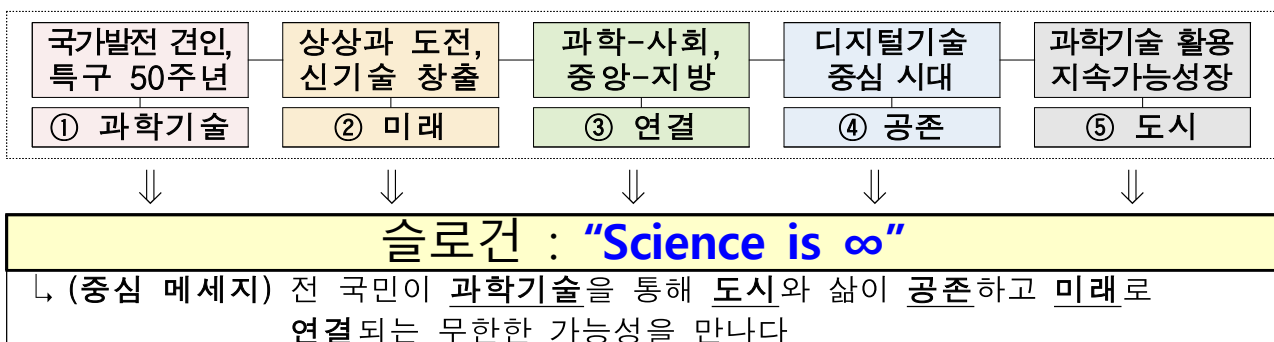 국가발전 견인,
특구 50주년
① 과학기술
상상과 도전,
신기술 창출
② 미래
과학-사회,
중앙-지방
③ 연결
디지털기술
중심 시대
④ 공존
과학기술 활용
지속가능성장
⑤ 도시
⇓ ⇓ ⇓ ⇓ ⇓
슬로건 : “Science is ∞”
↳ (중심 메세지) 전 국민이 과학기술을 통해 도시와 삶이 공존하고 미래로
연결되는 무한한 가능성을 만나다